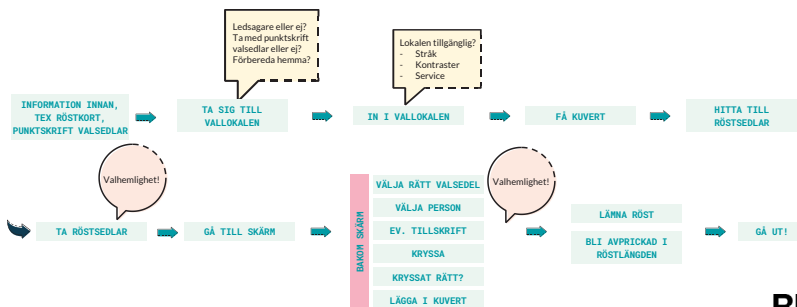 Ledsagare eller ej?
Ta med punktskrift
valsedlar eller ej?
Förbereda hemma?
Lokalen tillgänglig?
- Stråk
- Kontraster
- Service
INFORMATION INNAN,
TEX RÖSTKORT,
PUNKTSKRIFT VALSEDLAR
TA SIG TILL
VALLOKALEN
IN I VALLOKALEN
FÅ KUVERT
HITTA TILL
RÖSTSEDLAR
Valhemlighet!
TA RÖSTSEDLAR
GÅ TILL SKÄRM
BAKOM SKÄRM
VÄLJA RÄTT VALSEDEL
VÄLJA PERSON
EV. TILLSKRIFT
KRYSSA
KRYSSAT RÄTT?
LÄGGA I KUVERT
Valhemlighet!
LÄMNA RÖST
BLI AVPRICKAD I
RÖSTLÄNGDEN
GÅ UT!